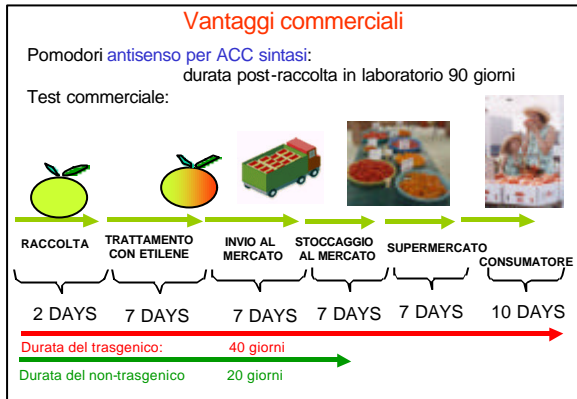 Vantaggi commerciali
Pomodori antisenso per ACC sintasi:
durata post-raccolta in laboratorio 90 giorni
Test commerciale:
RACCOLTA
TRATTAMENTO
CON ETILENE
INVIO AL
MERCATO
STOCCAGGIO
AL MERCATO
SUPERMERCATO
CONSUMATORE
2 DAYS
7 DAYS
7 DAYS
7 DAYS
7 DAYS
10 DAYS
Durata del trasgenico: 40 giorni
Durata del non-trasgenico 20 giorni